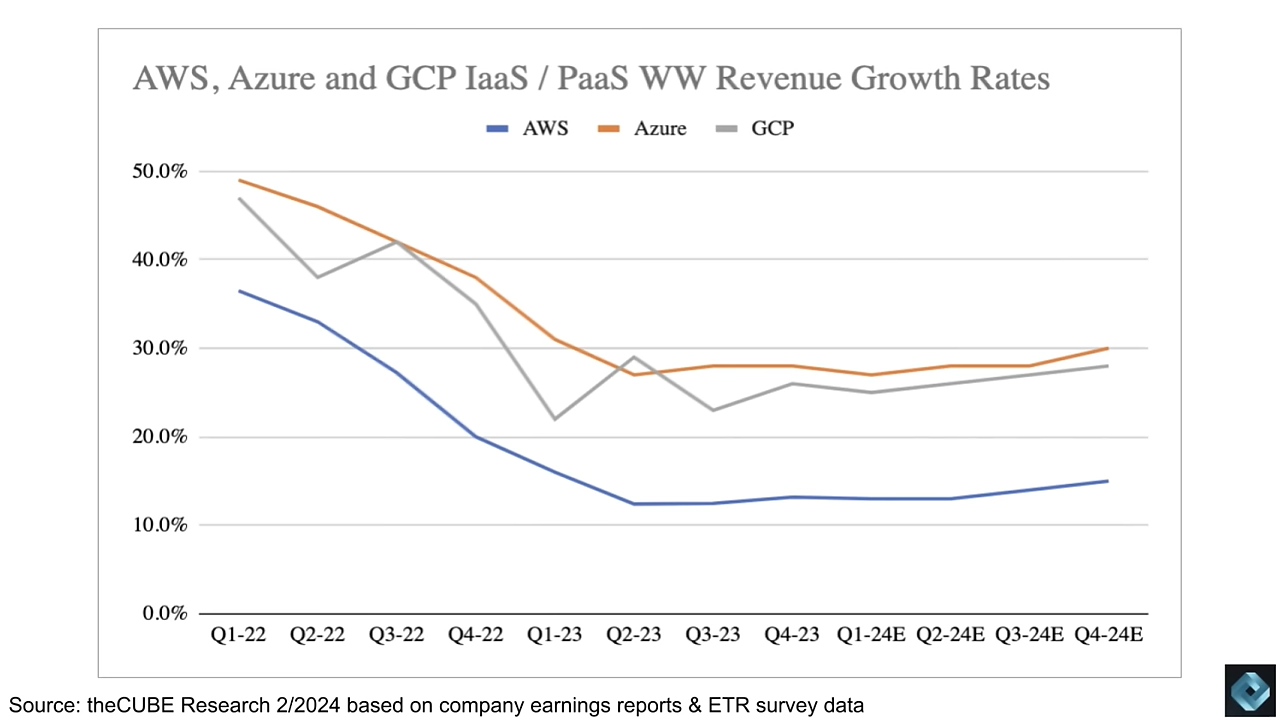 AWS, Azure and GCP IaaS / PaaS WW Revenue Growth Rates
AWS Azure GCP
50.0%
40.0%
30.0%
20.0%
10.0%
0.0%
Q1-22 Q2-22 Q3-22 Q4-22 Q1-23 Q2-23 Q3-23 Q4-23 Q1-24E Q2-24E Q3-24E Q4-24E
Source: theCUBE Research 2/2024 based on company earnings reports & ETR survey data